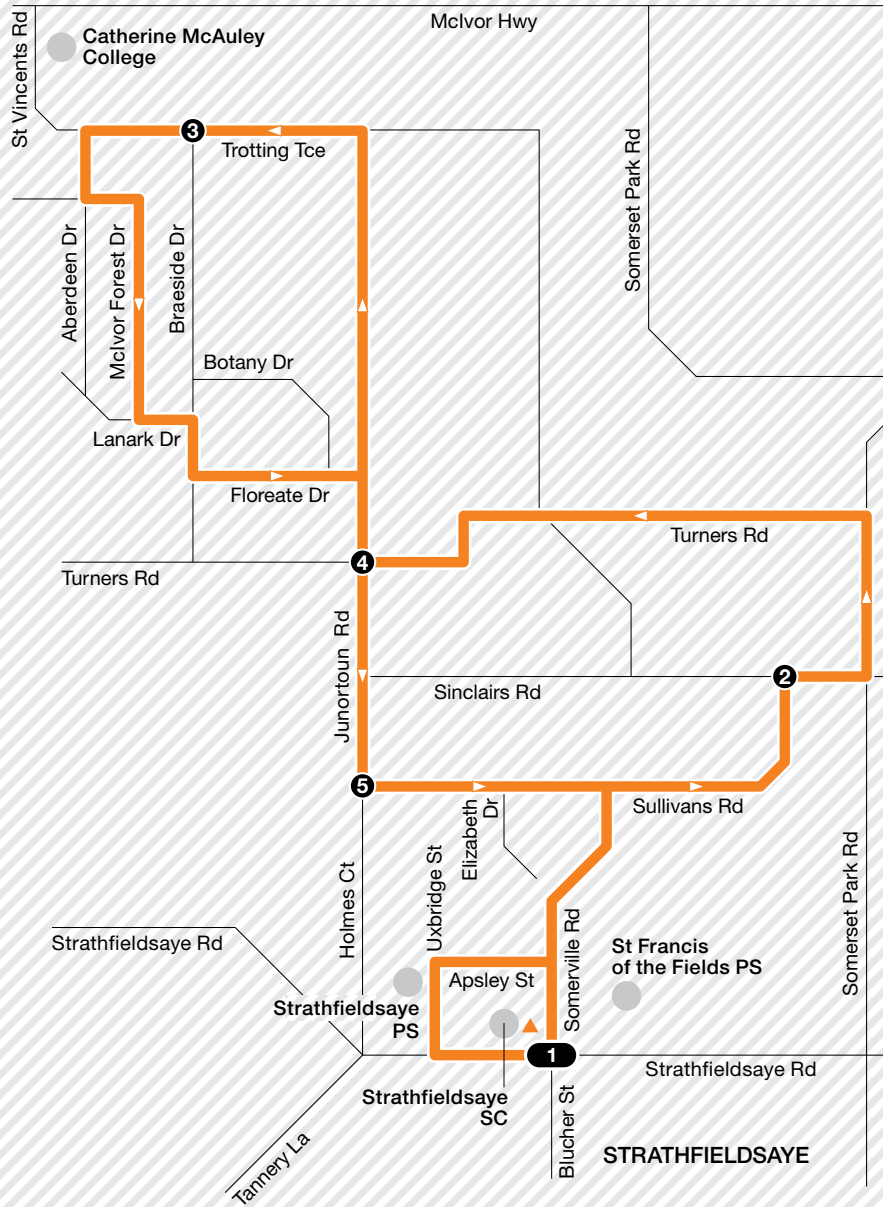 McIvor Hwy
St Vincents Rd
Catherine McAuley
College
3
Trotting Tce
Somerset Park Rd
Aberdeen Dr
McIvor Forest Dr
Braeside Dr
Botany Dr
Lanark Dr
Floreate Dr
Turners Rd
4
Turners Rd
Junortoun Rd
2
Sinclairs Rd
5
Sullivans Rd
Elizabeth
Dr
Uxbridge St
Holmes Ct
Somerville Rd
Somerset Park Rd
Strathfieldsaye Rd
St Francis
of the Fields PS
Apsley St
Strathfieldsaye
PS
1
Strathfieldsaye Rd
Strathfieldsaye
SC
Blucher St
Tannery La
STRATHFIELDSAYE